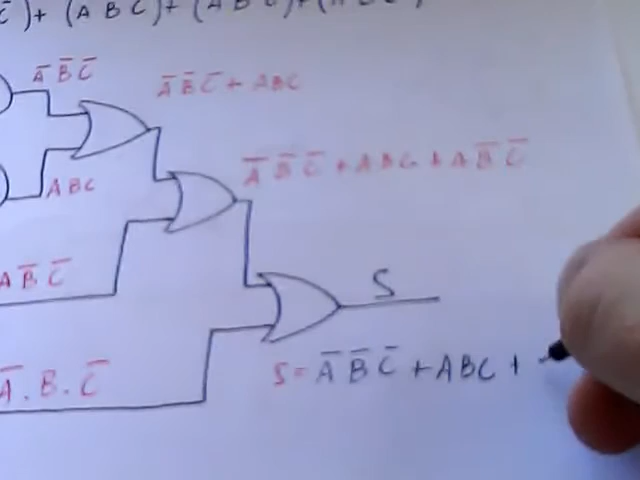 C̅ ) + (A B C) +
A̅ B̅ C̅
A̅ B̅ C̅ + ABC
ABC
A̅ B̅ C̅ + ABC + A B̅ C̅
A B̅ C̅
S
A̅ . B . C̅
S = A̅ B̅ C̅ + ABC +